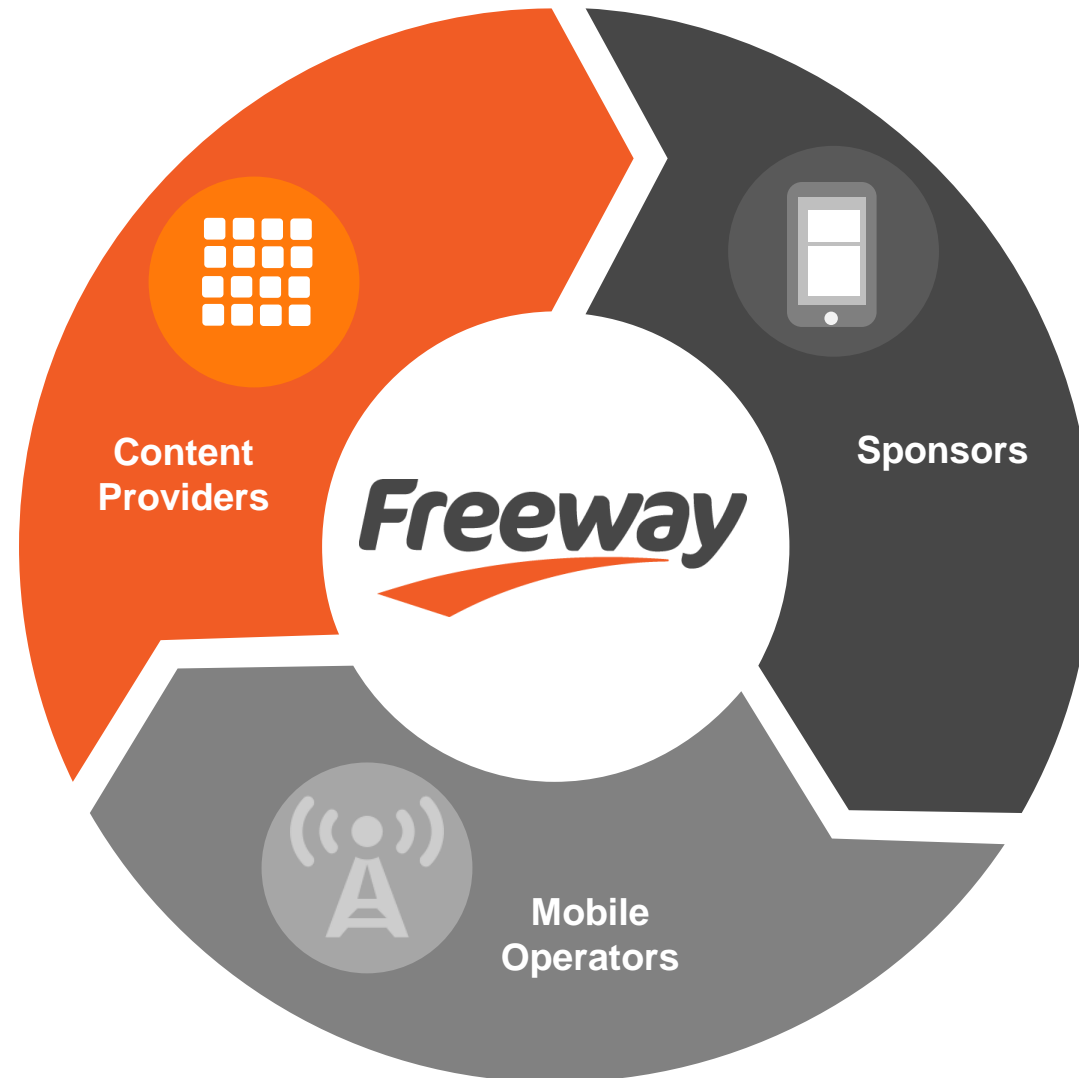 Content
Providers
Sponsors
Freeway
Mobile
Operators